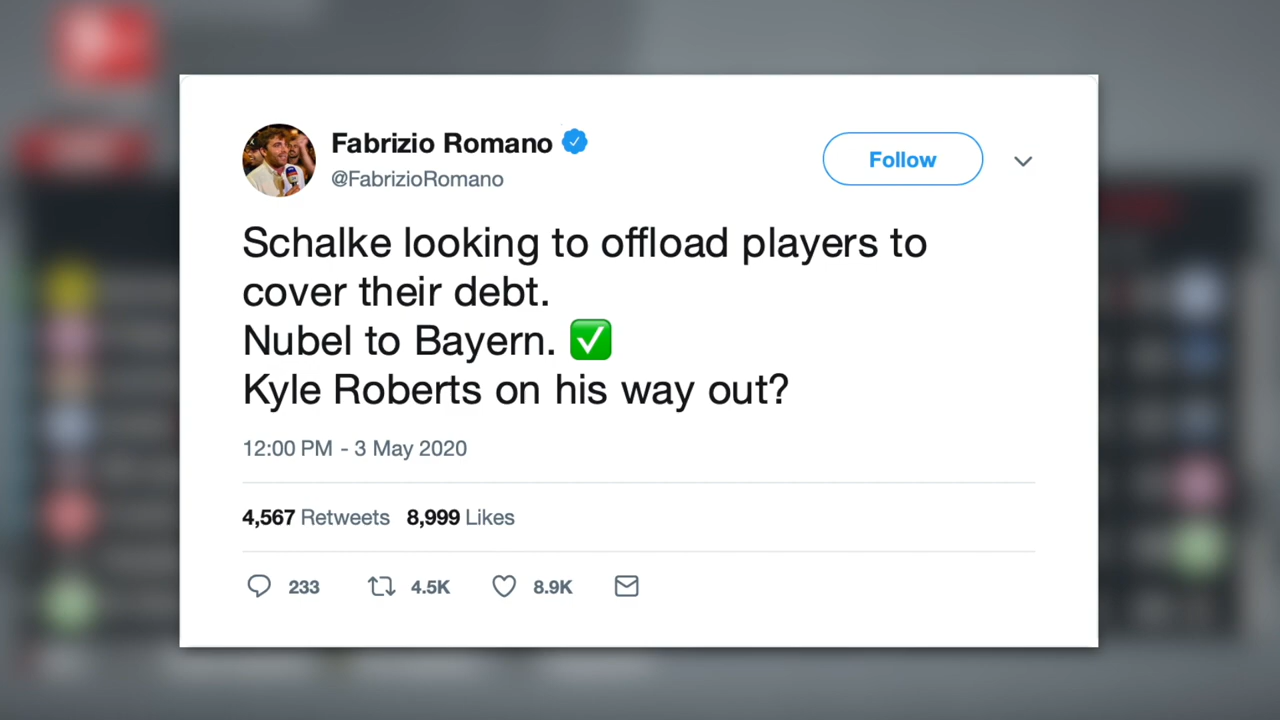 Fabrizio Romano
@FabrizioRomano
Follow
Schalke looking to offload players to
cover their debt.
Nubel to Bayern. ✅
Kyle Roberts on his way out?
12:00 PM - 3 May 2020
4,567 Retweets 8,999 Likes
233 4.5K 8.9K